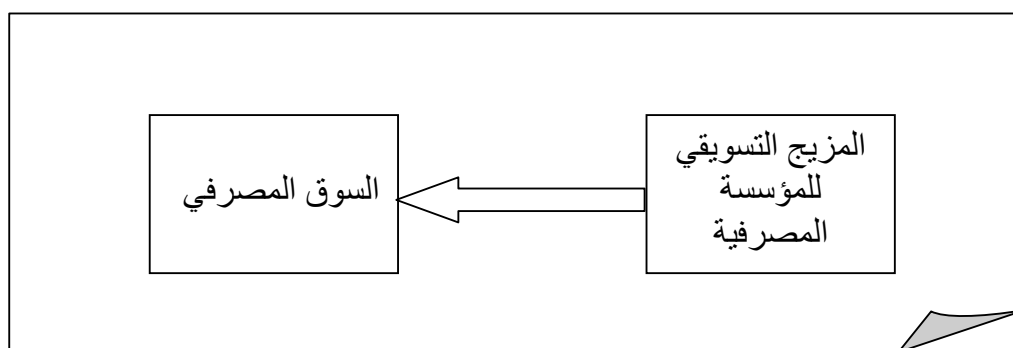 المزيج التسويقي
للمؤسسة
المصرفية
السوق المصرفي